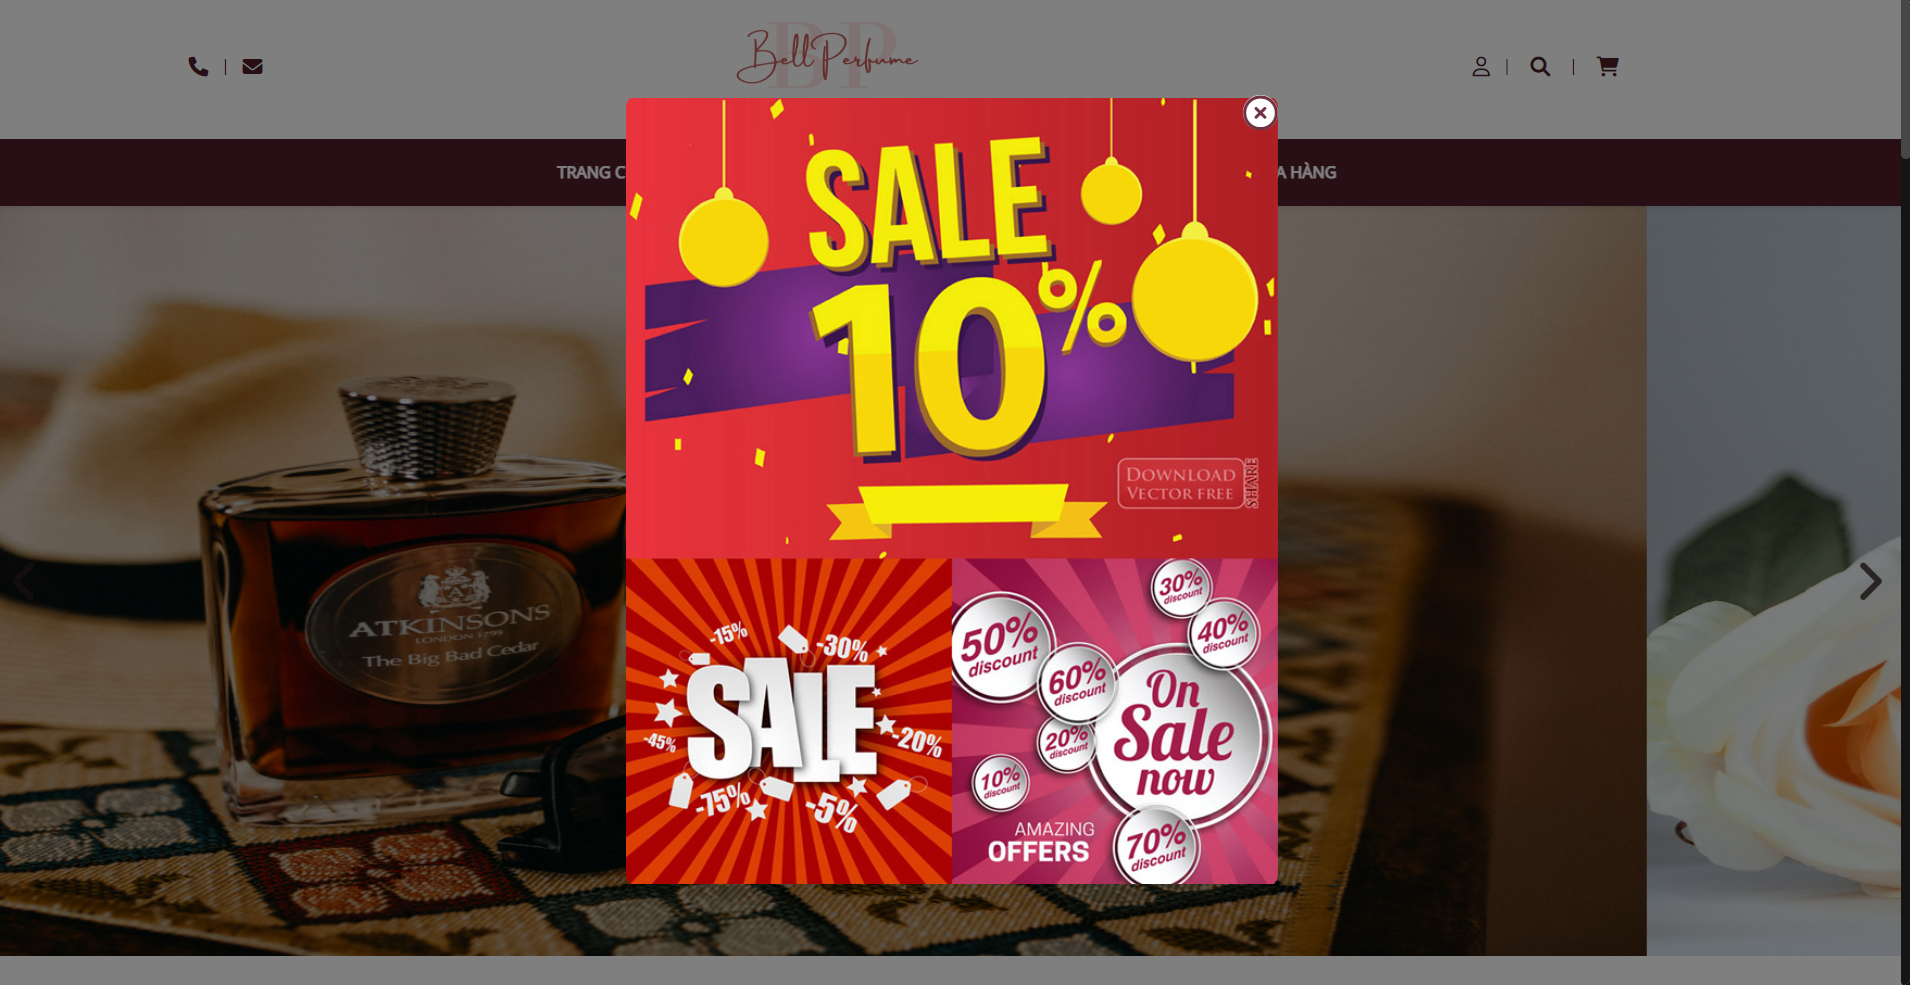 Bell Perfume
BP
TRANG C
A HÀNG
SALE
10%
DOWNLOAD
VECTOR FREE
SHARE
ATKINSONS
LONDON 1799
The Big Bad Cedar
-15%
-30%
SALE
-45%
-20%
-75%
-5%
30%
discount
50%
discount
40%
discount
60%
discount
On
Sale
now
20%
discount
10%
discount
AMAZING
OFFERS
70%
discount